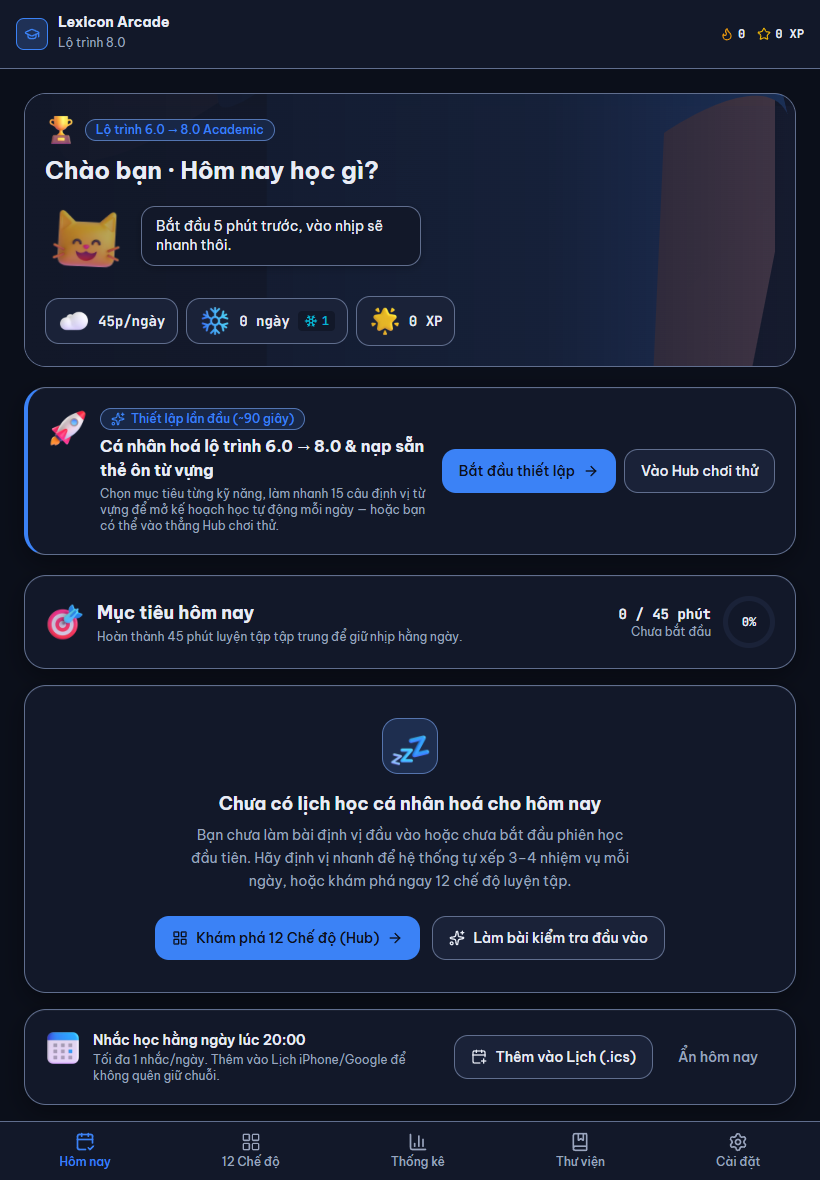 Lexicon Arcade
Lộ trình 8.0
0
0 XP
Lộ trình 6.0 → 8.0 Academic
Chào bạn · Hôm nay học gì?
Bắt đầu 5 phút trước, vào nhịp sẽ
nhanh thôi.
45p/ngày
0 ngày
1
0 XP
Thiết lập lần đầu (~90 giây)
Cá nhân hoá lộ trình 6.0 → 8.0 & nạp sẵn
thẻ ôn từ vựng
Chọn mục tiêu từng kỹ năng, làm nhanh 15 câu định vị từ
vựng để mở kế hoạch học tự động mỗi ngày — hoặc bạn
có thể vào thẳng Hub chơi thử.
Bắt đầu thiết lập →
Vào Hub chơi thử
Mục tiêu hôm nay
Hoàn thành 45 phút luyện tập tập trung để giữ nhịp hằng ngày.
0 / 45 phút
Chưa bắt đầu
0%
Chưa có lịch học cá nhân hoá cho hôm nay
Bạn chưa làm bài định vị đầu vào hoặc chưa bắt đầu phiên học
đầu tiên. Hãy định vị nhanh để hệ thống tự xếp 3–4 nhiệm vụ mỗi
ngày, hoặc khám phá ngay 12 chế độ luyện tập.
Khám phá 12 Chế độ (Hub) →
Làm bài kiểm tra đầu vào
Nhắc học hằng ngày lúc 20:00
Tối đa 1 nhắc/ngày. Thêm vào Lịch iPhone/Google để
không quên giữ chuỗi.
Thêm vào Lịch (.ics)
Ẩn hôm nay
Hôm nay
12 Chế độ
Thống kê
Thư viện
Cài đặt